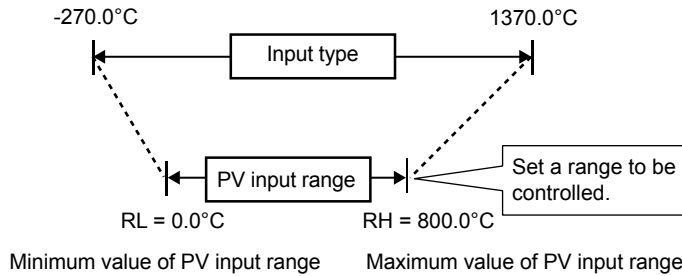 -270.0°C 1370.0°C
Input type
PV input range
Set a range to be
controlled.
RL = 0.0°C RH = 800.0°C
Minimum value of PV input range Maximum value of PV input range